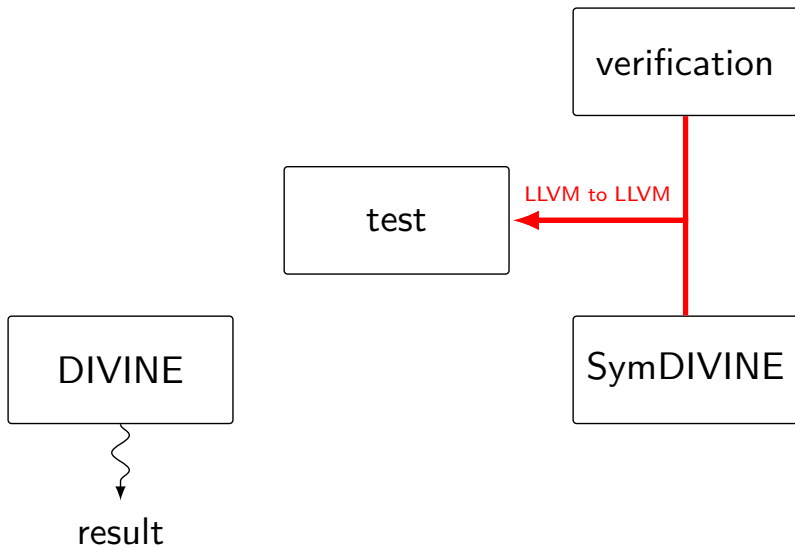 verification
LLVM to LLVM
test
DIVINE
SymDIVINE
result